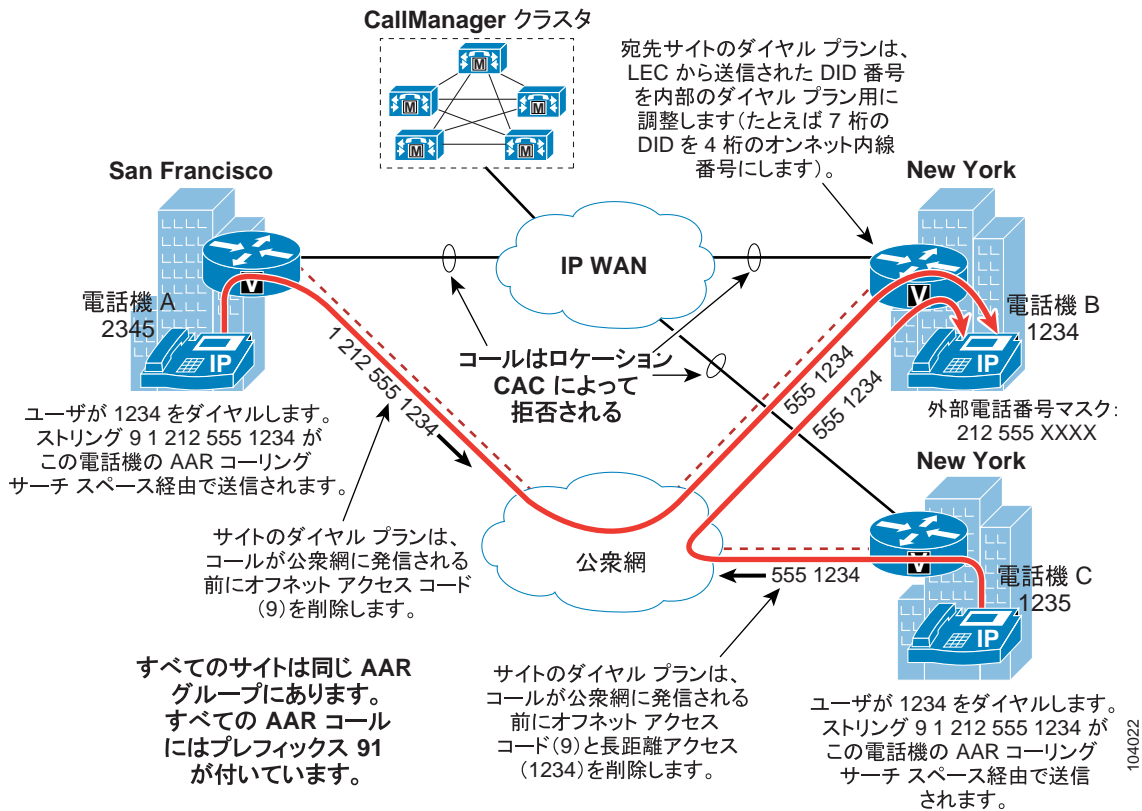 CallManager クラスタ
M
M
M
M
M
宛先サイトのダイヤル プランは、
LEC から送信された DID 番号
を内部のダイヤル プラン用に
調整します(たとえば 7 桁の
DID を 4 桁のオンネット内線
番号にします)。
San Francisco
New York
IP WAN
V
V
電話機 A
2345
IP
電話機 B
1234
IP
1 212 555 1234
コールはロケーション
CAC によって
拒否される
555 1234
555 1234
ユーザが 1234 をダイヤルします。
ストリング 9 1 212 555 1234 が
この電話機の AAR コーリング
サーチ スペース経由で送信されます。
外部電話番号マスク:
212 555 XXXX
New York
サイトのダイヤル プランは、
コールが公衆網に発信される
前にオフネット アクセス コード
(9)を削除します。
公衆網
555 1234
V
電話機 C
1235
IP
すべてのサイトは同じ AAR
グループにあります。
すべての AAR コール
にはプレフィックス 91
が付いています。
サイトのダイヤル プランは、
コールが公衆網に発信される
前にオフネット アクセス
コード(9)と長距離アクセス
(1234)を削除します。
ユーザが 1234 をダイヤルします。
ストリング 9 1 212 555 1234 が
この電話機の AAR コーリング
サーチ スペース経由で送信
されます。
104022